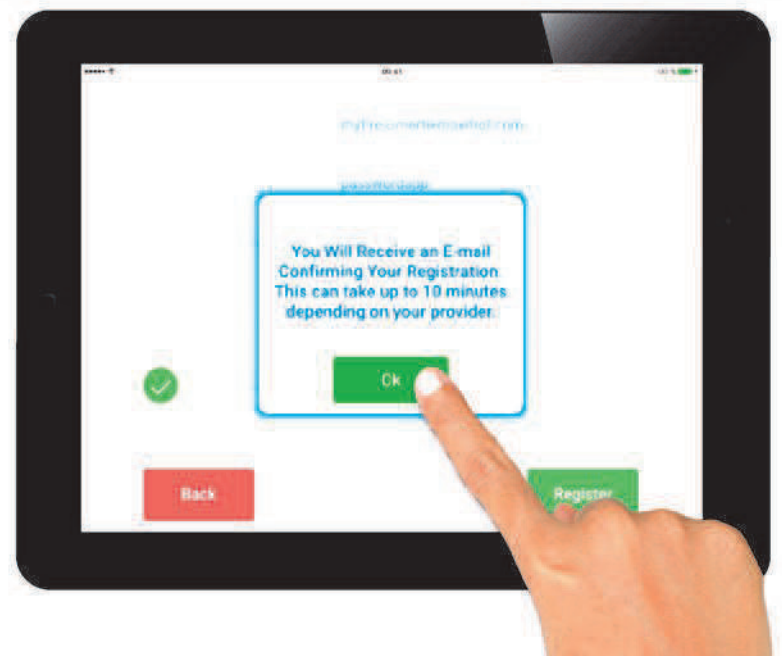 passwordapp
You Will Receive an E-mail
Confirming Your Registration
This can take up to 10 minutes
depending on your provider.
Ok
Back
Register